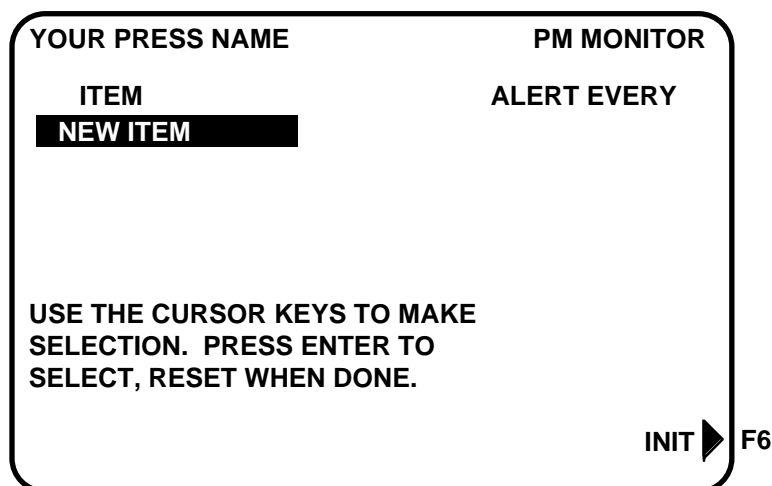 YOUR PRESS NAME PM MONITOR
ITEM ALERT EVERY
NEW ITEM
USE THE CURSOR KEYS TO MAKE
SELECTION. PRESS ENTER TO
SELECT, RESET WHEN DONE.
INIT F6